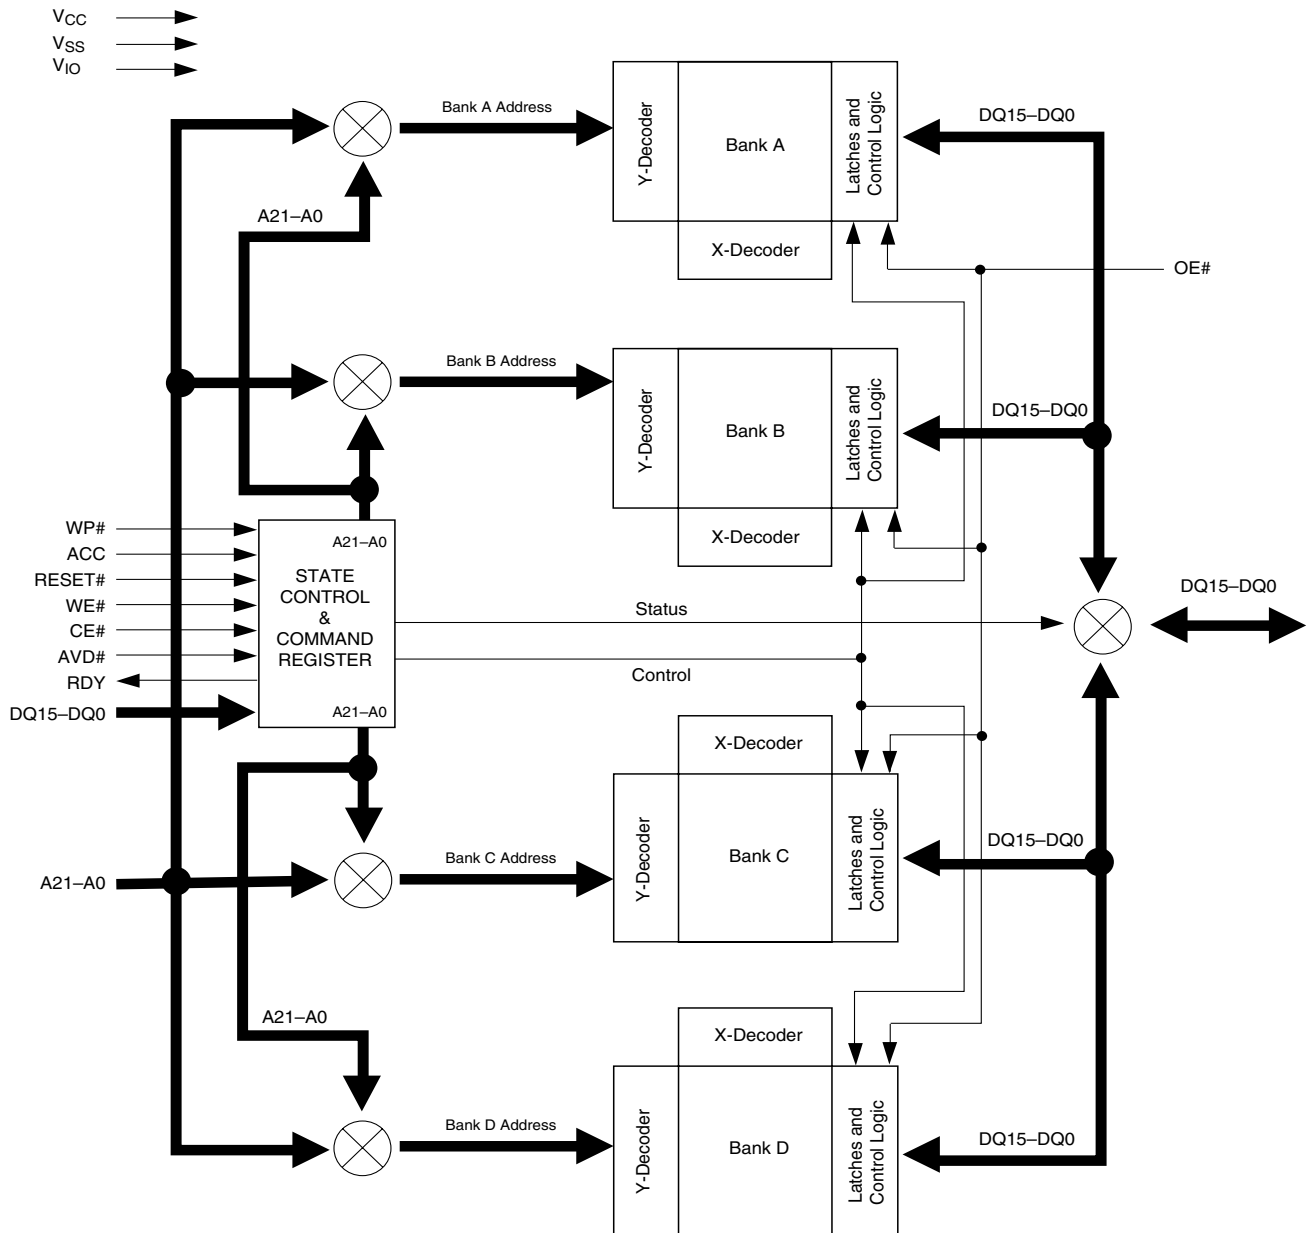 VCC
VSS
VIO
Bank A Address
Y-Decoder
Bank A
Latches and
Control Logic
X-Decoder
DQ15–DQ0
A21–A0
OE#
Bank B Address
Y-Decoder
Bank B
Latches and
Control Logic
X-Decoder
DQ15–DQ0
WP#
ACC
RESET#
WE#
CE#
AVD#
RDY
DQ15–DQ0
A21–A0
STATE
CONTROL
&
COMMAND
REGISTER
A21–A0
Status
Control
DQ15–DQ0
X-Decoder
Bank C Address
Y-Decoder
Bank C
Latches and
Control Logic
DQ15–DQ0
A21–A0
A21–A0
X-Decoder
Bank D Address
Y-Decoder
Bank D
Latches and
Control Logic
DQ15–DQ0